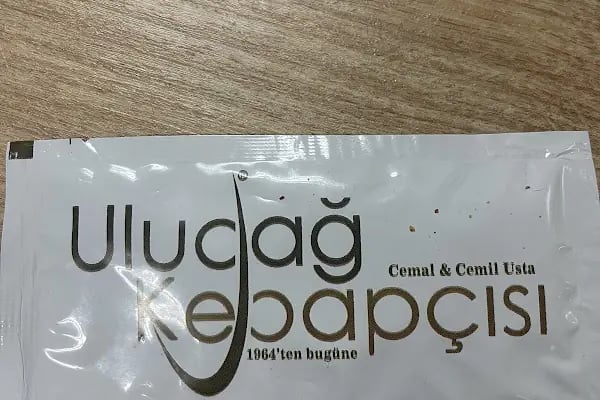 Uludağ
Cemal & Cemil Usta
Kebapçısı
1964'ten bugüne